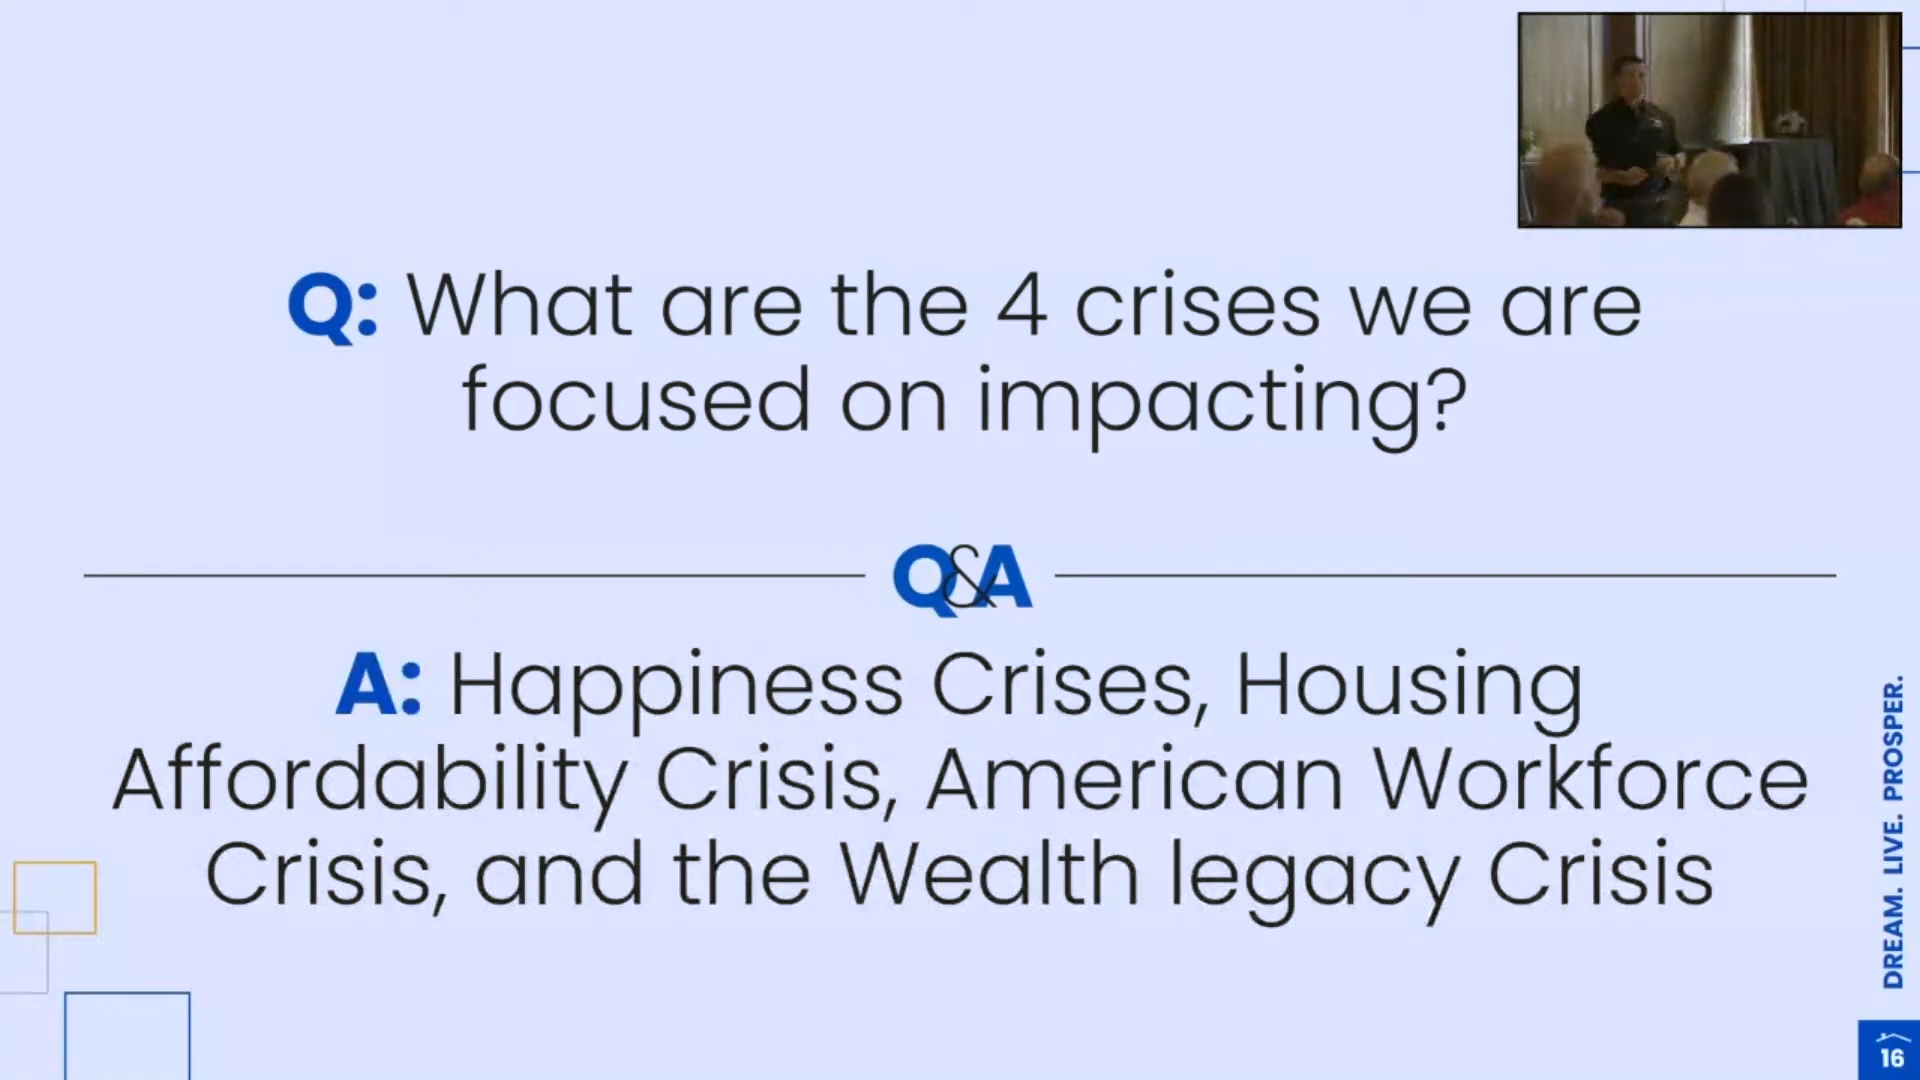 Q: What are the 4 crises we are
focused on impacting?
Q&A
A: Happiness Crises, Housing
Affordability Crisis, American Workforce
Crisis, and the Wealth legacy Crisis
DREAM. LIVE. PROSPER.
16